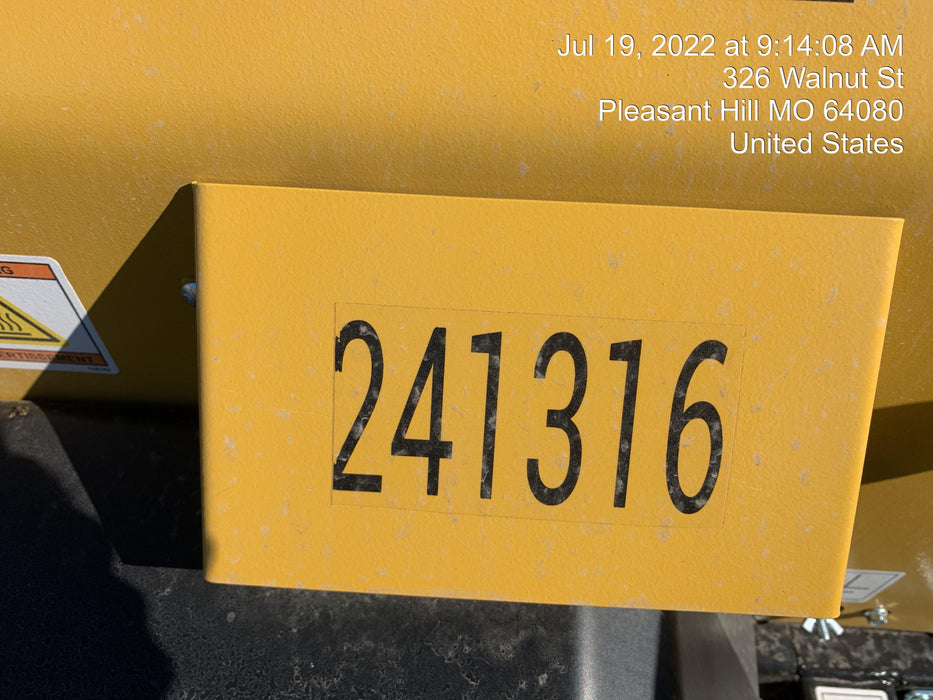 Jul 19, 2022 at 9:14:08 AM
326 Walnut St
Pleasant Hill MO 64080
United States
241316